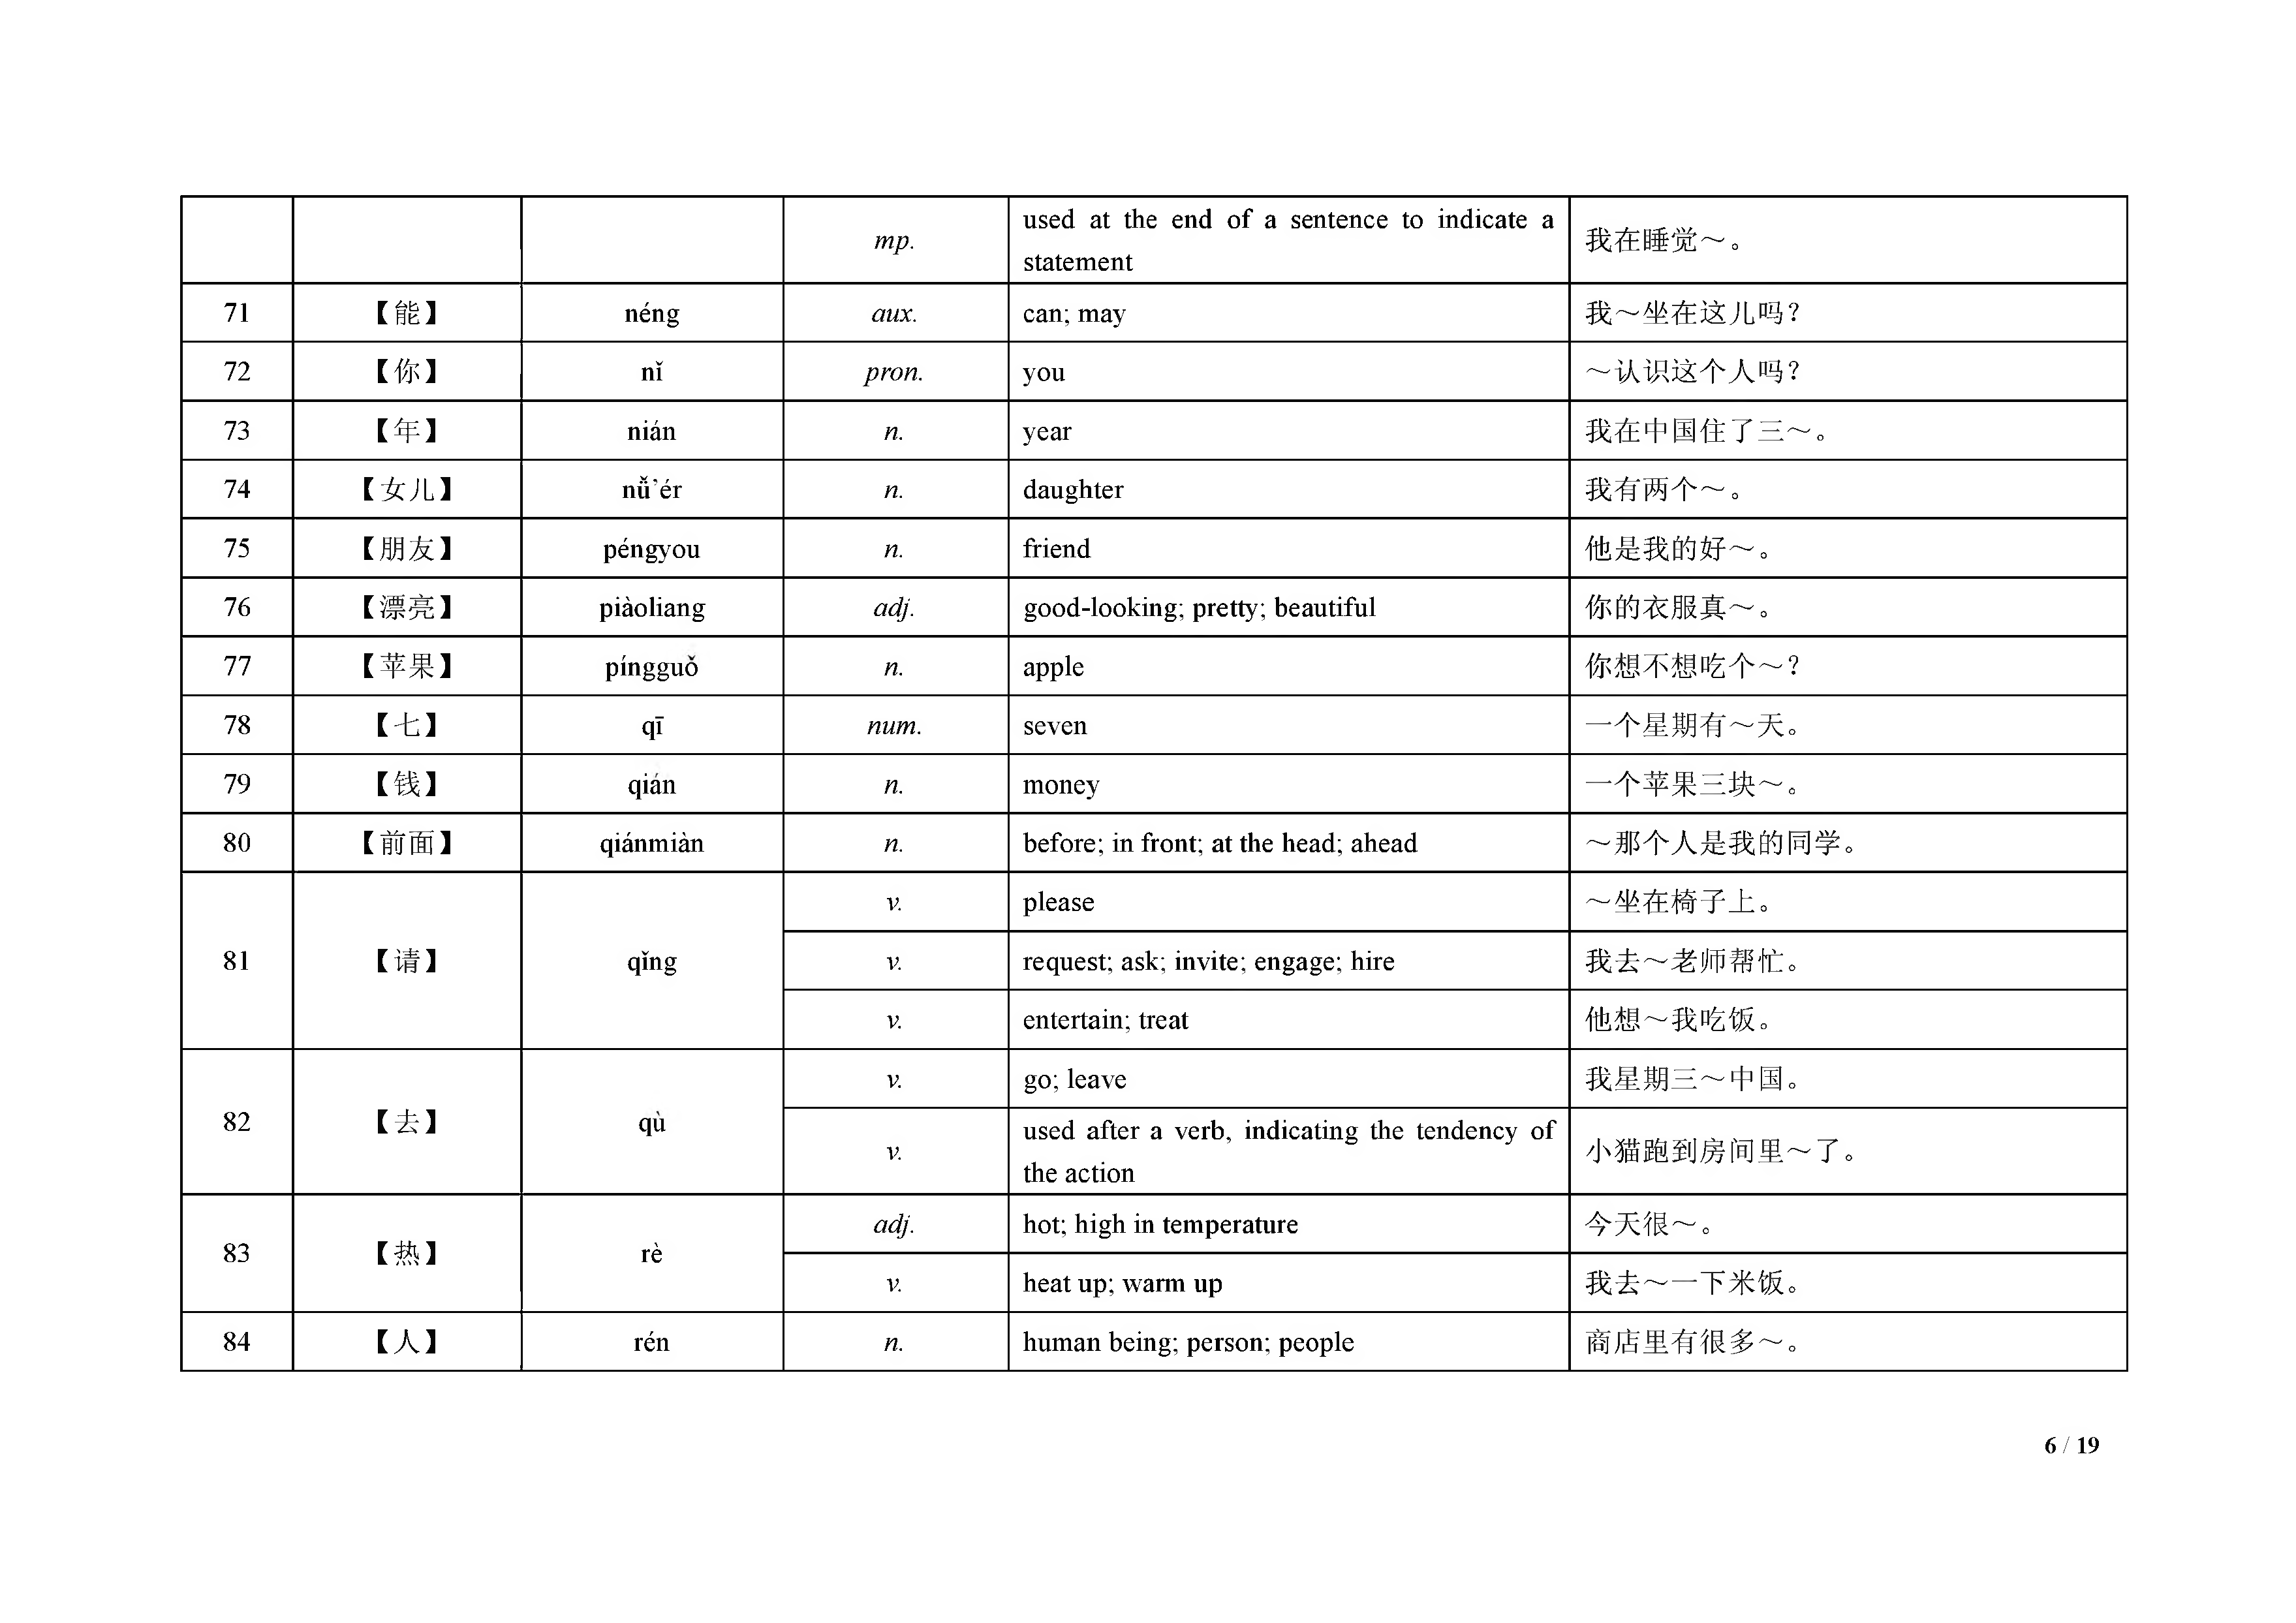 mp. used at the end of a sentence to indicate a statement 我在睡觉～。
71 【能】 néng aux. can; may 我～坐在这儿吗？
72 【你】 nǐ pron. you ～认识这个人吗？
73 【年】 nián n. year 我在中国住了三～。
74 【女儿】 nǚ’ér n. daughter 我有两个～。
75 【朋友】 péngyou n. friend 他是我的好～。
76 【漂亮】 piàoliang adj. good-looking; pretty; beautiful 你的衣服真～。
77 【苹果】 píngguǒ n. apple 你想不想吃个～？
78 【七】 qī num. seven 一个星期有～天。
79 【钱】 qián n. money 一个苹果三块～。
80 【前面】 qiánmiàn n. before; in front; at the head; ahead ～那个人是我的同学。
81 【请】 qǐng v. please ～坐在椅子上。
v. request; ask; invite; engage; hire 我去～老师帮忙。
v. entertain; treat 他想～我吃饭。
82 【去】 qù v. go; leave 我星期三～中国。
v. used after a verb, indicating the tendency of the action 小猫跑到房间里～了。
83 【热】 rè adj. hot; high in temperature 今天很～。
v. heat up; warm up 我去～一下米饭。
84 【人】 rén n. human being; person; people 商店里有很多～。
6 / 19